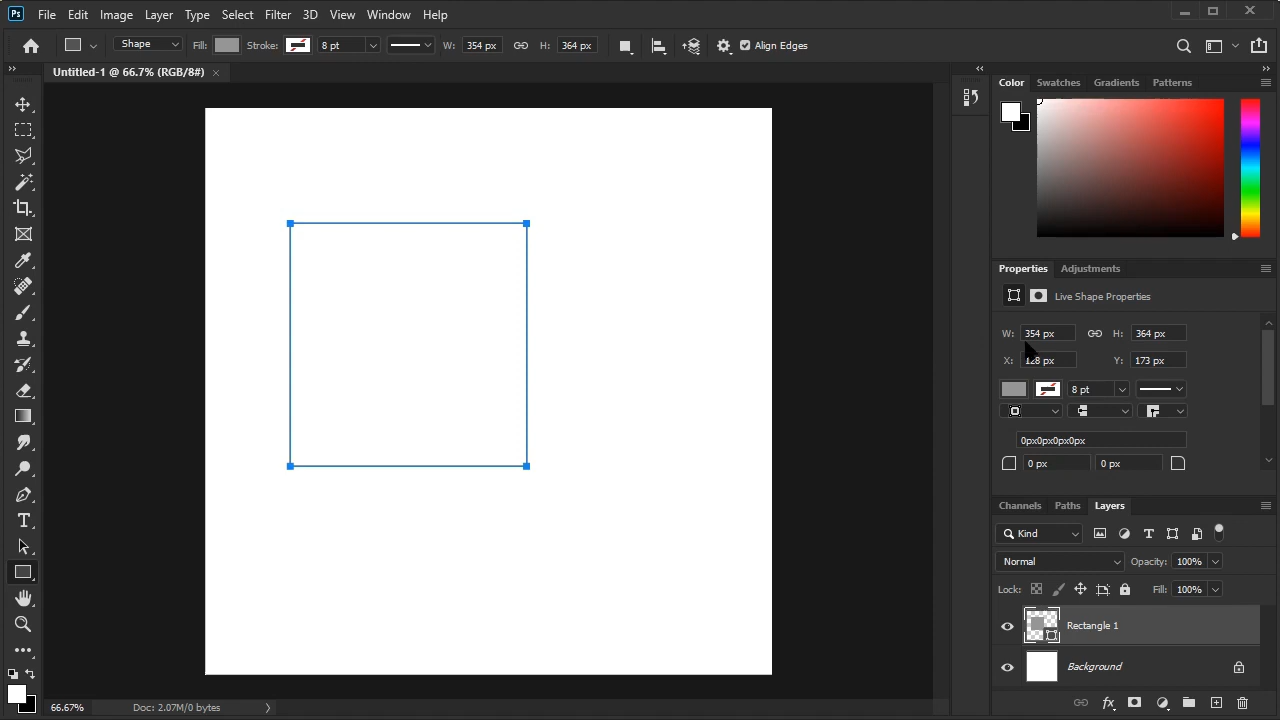 Ps File Edit Image Layer Type Select Filter 3D View Window Help
Shape Fill: Stroke: 8 pt W: 354 px H: 364 px Align Edges
Untitled-1 @ 66.7% (RGB/8#) ×
Color Swatches Gradients Patterns
Properties Adjustments
Live Shape Properties
W: 354 px H: 364 px
X: 128 px Y: 173 px
8 pt
0px0px0px0px
0 px 0 px
Channels Paths Layers
Kind T
Normal Opacity: 100%
Lock: Fill: 100%
Rectangle 1
Background
fx
66.67% Doc: 2.07M/0 bytes